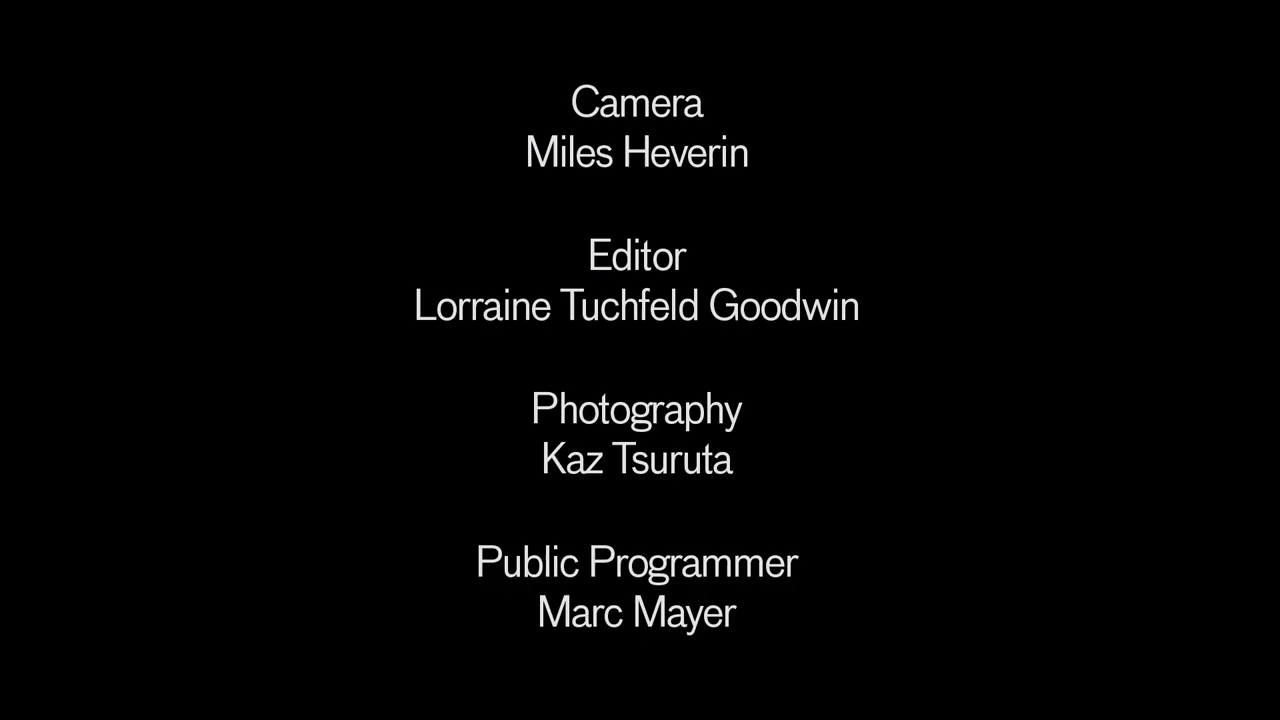 Camera
Miles Heverin
Editor
Lorraine Tuchfeld Goodwin
Photography
Kaz Tsuruta
Public Programmer
Marc Mayer